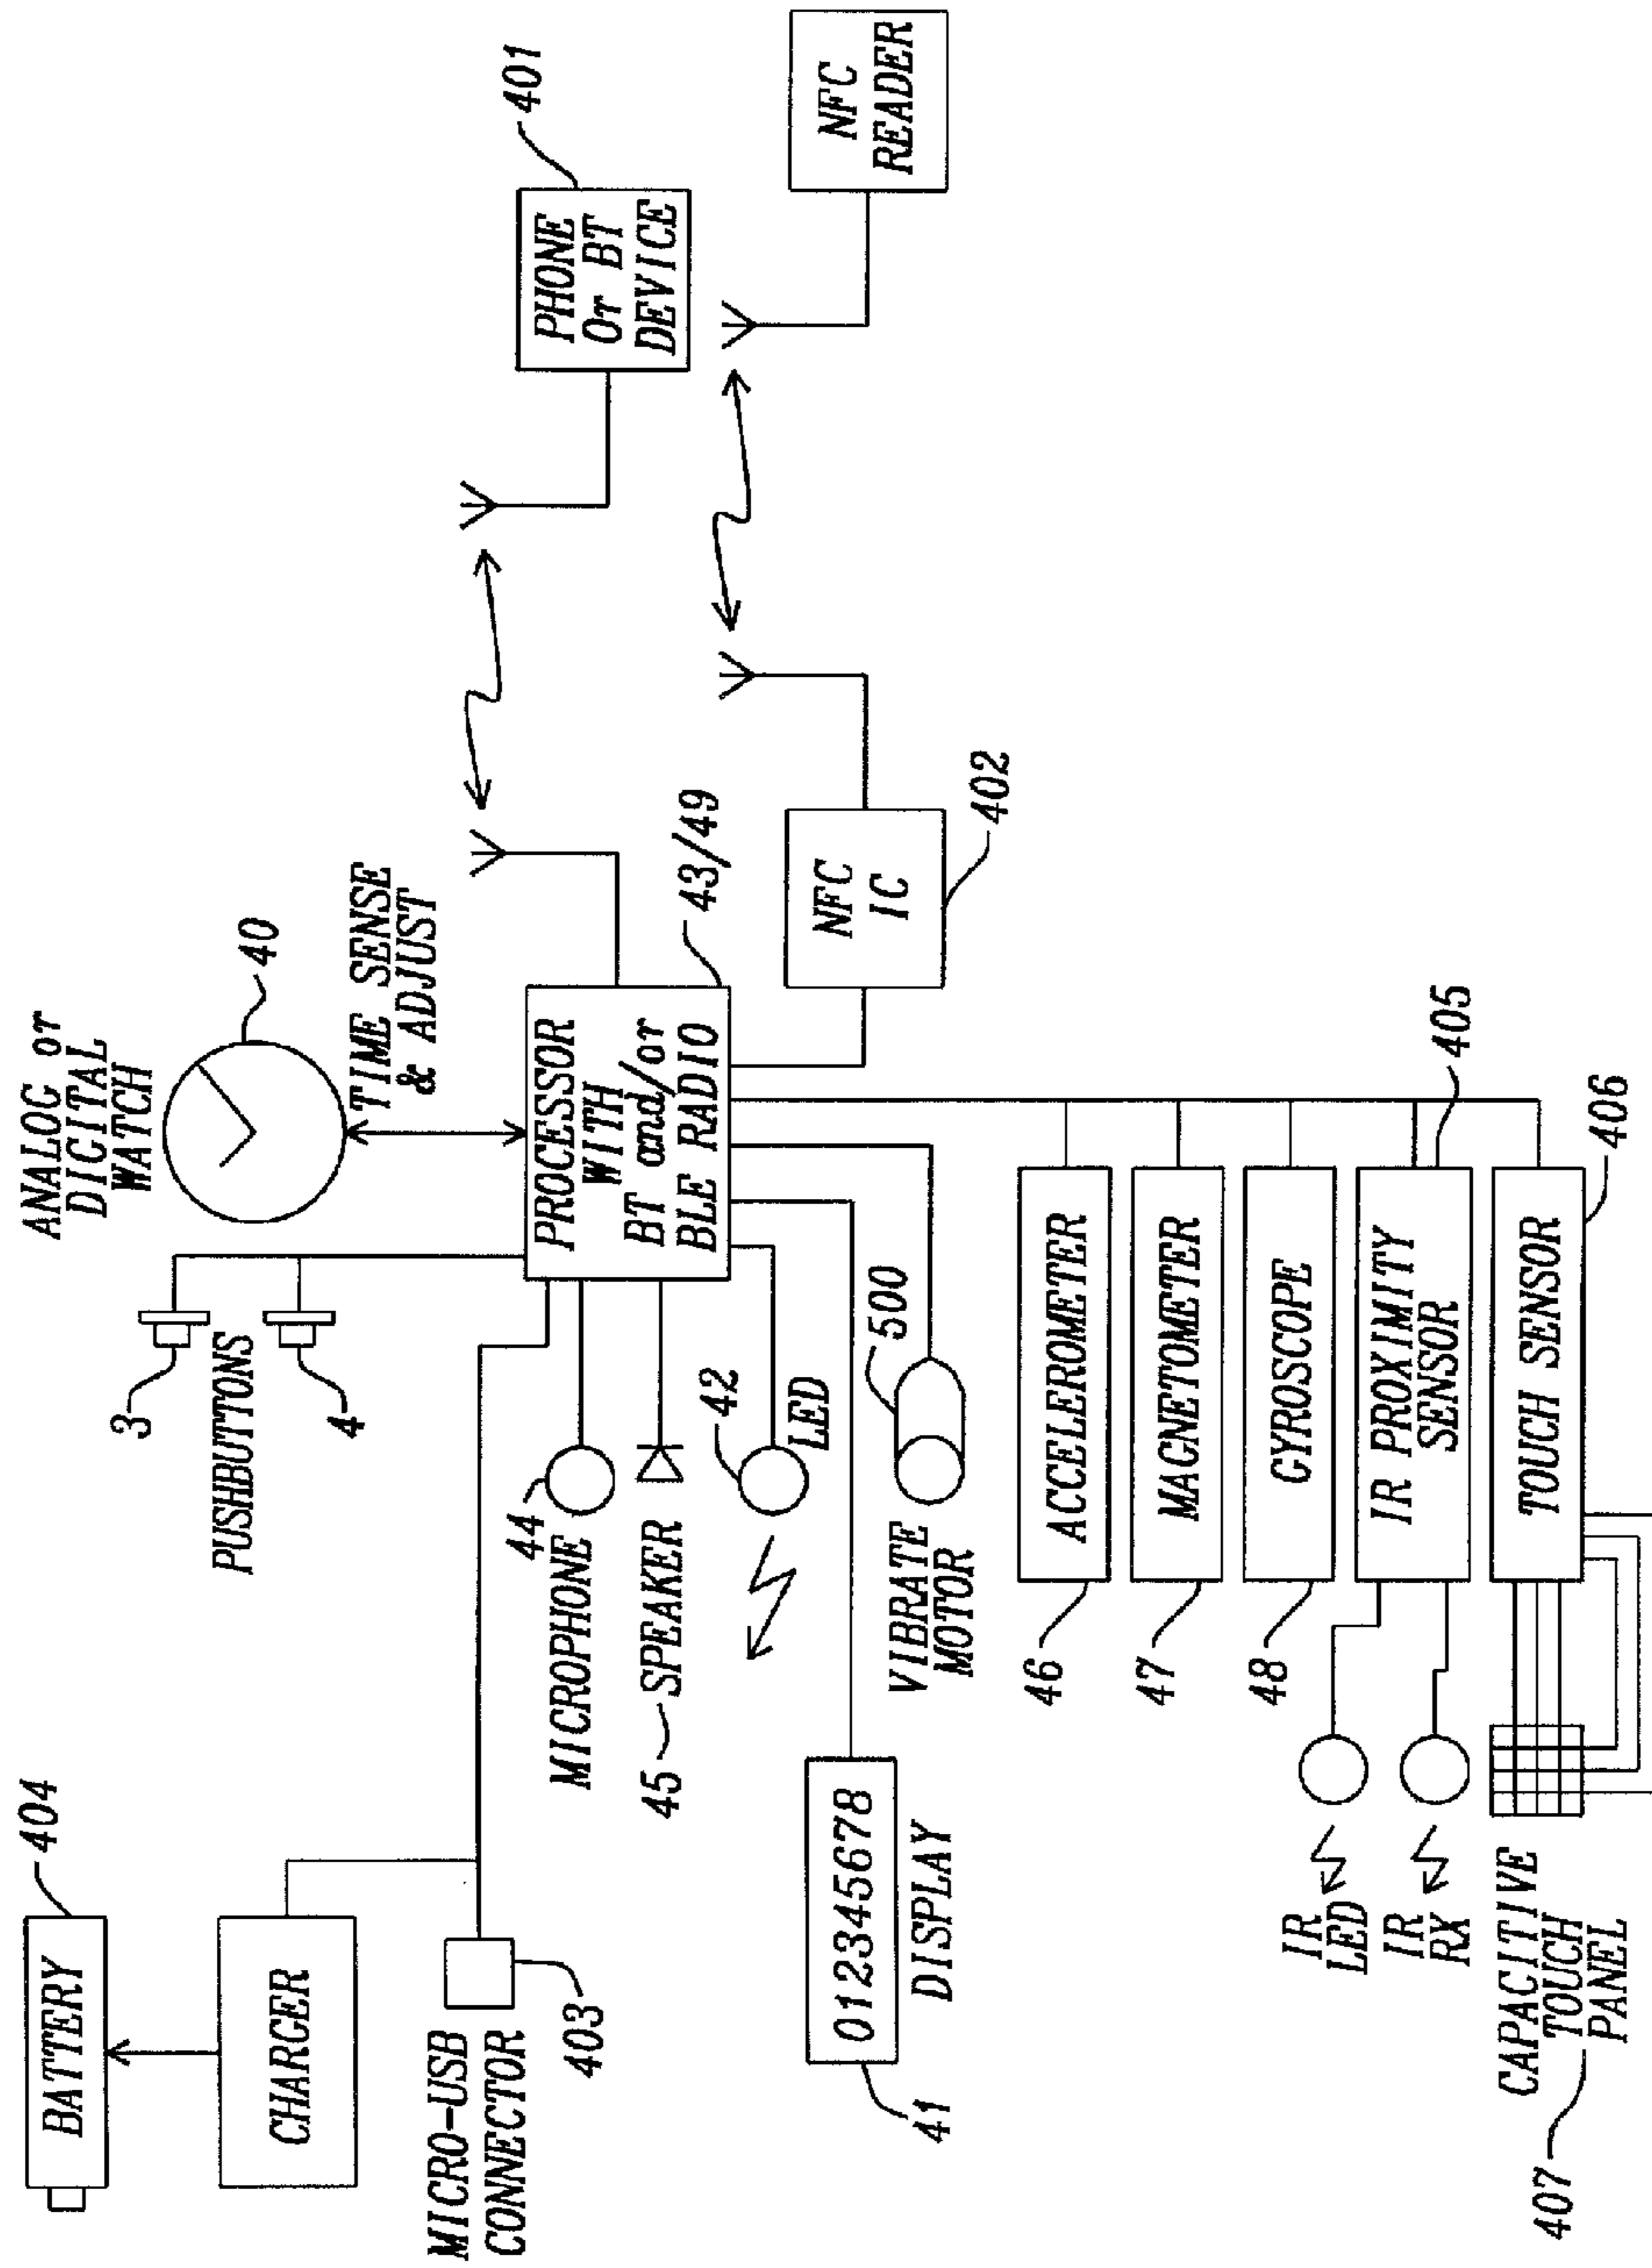 404
BATTERY
CHARGER
MICRO-USB
CONNECTOR
403
3
PUSHBUTTONS
4
ANALOG or
DIGITAL
WATCH
40
TIME SENSE
& ADJUST
PROCESSOR
WITH
BT and/or
BLE RADIO
43/49
401
PHONE
Or BT
DEVICE
NFC
READER
NFC
IC
402
44
MICROPHONE
45
SPEAKER
42
LED
500
VIBRATE
MOTOR
012345678
DISPLAY
41
46
ACCELEROMETER
47
MAGNETOMETER
48
GYROSCOPE
IR PROXIMITY
SENSOR
405
IR
LED
IR
RX
TOUCH SENSOR
406
CAPACITIVE
TOUCH
PANEL
407